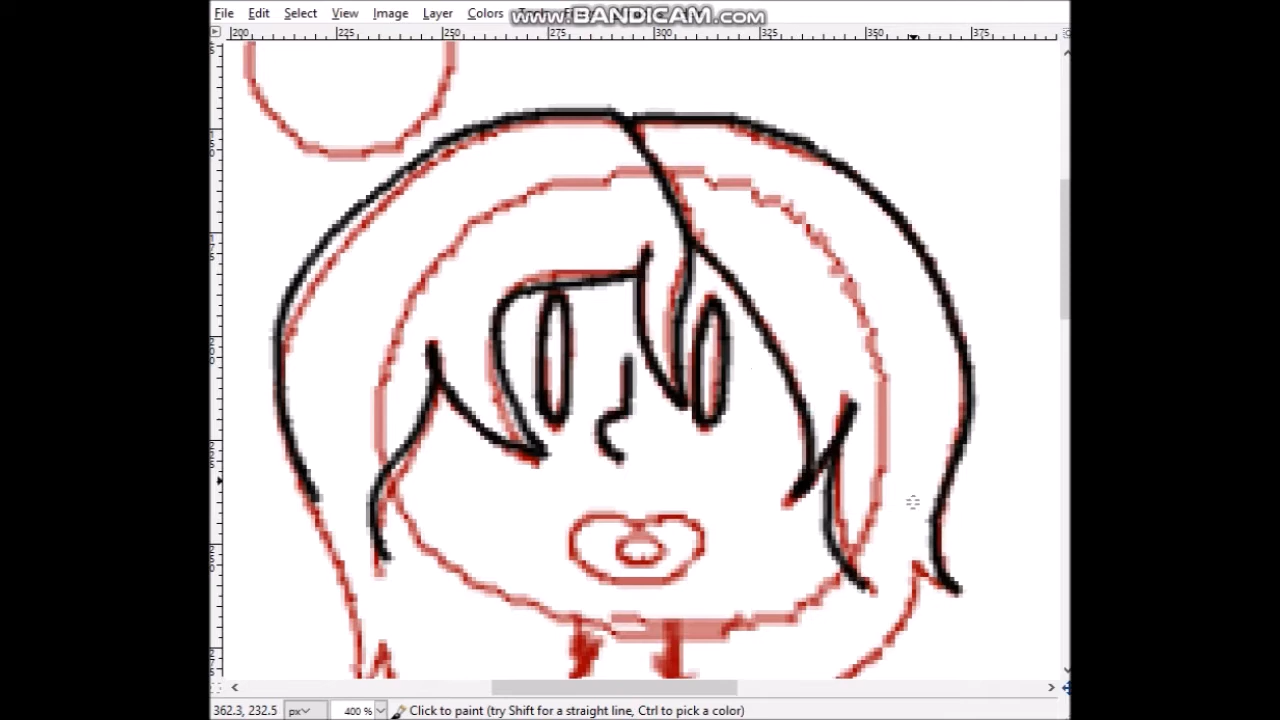 File Edit Select View Image Layer Colors
www.BANDICAM.com
200 225 250 275 300 325 350 375
362.3, 232.5 px 400 % Click to paint (try Shift for a straight line, Ctrl to pick a color)